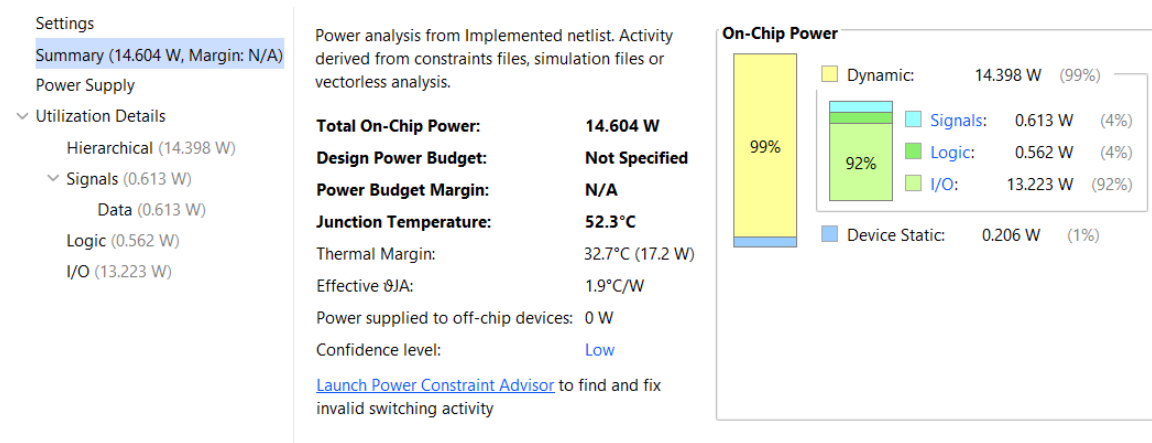 Settings
Summary (14.604 W, Margin: N/A)
Power Supply
Utilization Details
Hierarchical (14.398 W)
Signals (0.613 W)
Data (0.613 W)
Logic (0.562 W)
I/O (13.223 W)
Power analysis from Implemented netlist. Activity
derived from constraints files, simulation files or
vectorless analysis.
Total On-Chip Power: 14.604 W
Design Power Budget: Not Specified
Power Budget Margin: N/A
Junction Temperature: 52.3°C
Thermal Margin: 32.7°C (17.2 W)
Effective ϑJA: 1.9°C/W
Power supplied to off-chip devices: 0 W
Confidence level: Low
Launch Power Constraint Advisor to find and fix
invalid switching activity
On-Chip Power
99%
Dynamic: 14.398 W (99%)
92%
Signals: 0.613 W (4%)
Logic: 0.562 W (4%)
I/O: 13.223 W (92%)
Device Static: 0.206 W (1%)